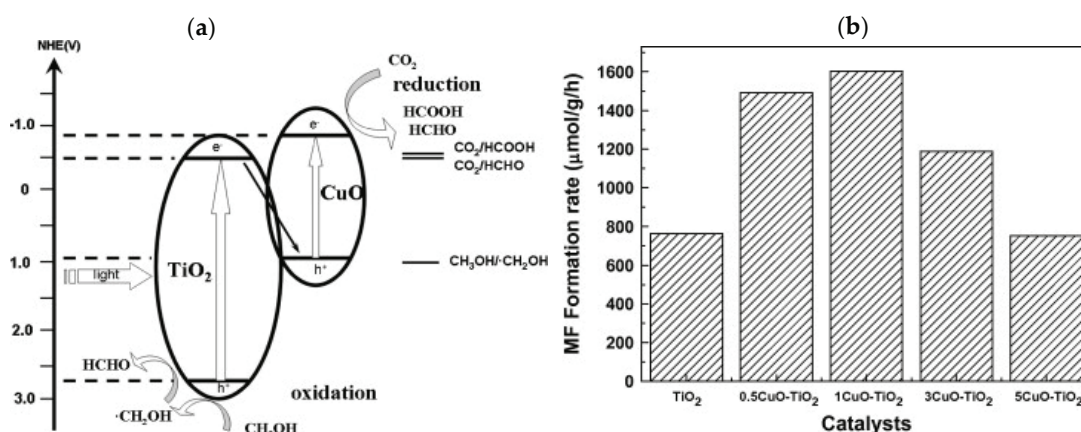 (a)
NHE(V)
-1.0
0
1.0
2.0
3.0
light
TiO₂
e⁻
h⁺
CuO
e⁻
h⁺
CO₂
reduction
HCOOH
HCHO
CO₂/HCOOH
CO₂/HCHO
CH₃OH/·CH₂OH
HCHO
·CH₂OH
oxidation
(b)
MF Formation rate (μmol/g/h)
1600
1400
1200
1000
800
600
400
200
0
TiO₂ 0.5CuO-TiO₂ 1CuO-TiO₂ 3CuO-TiO₂ 5CuO-TiO₂
Catalysts